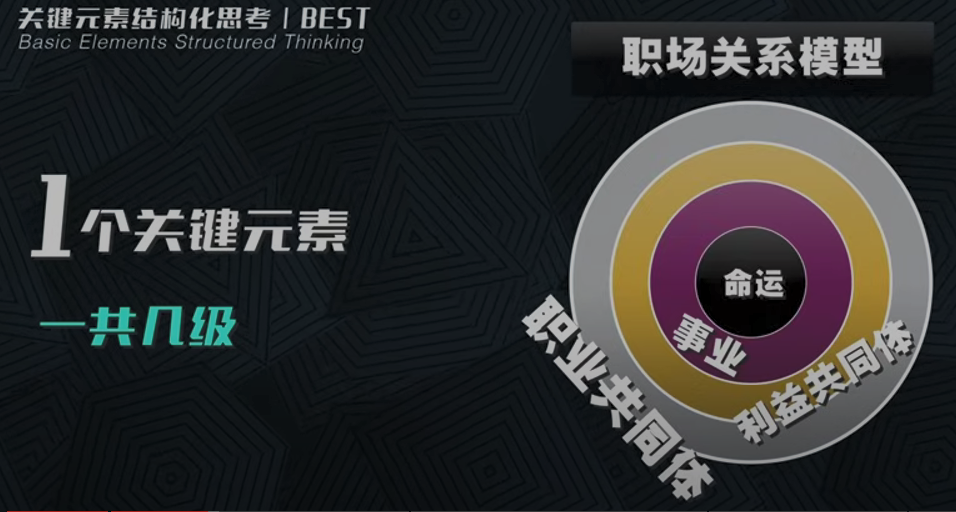 关键元素结构化思考 | BEST
Basic Elements Structured Thinking
职场关系模型
1个关键元素
一共几级
命运
事业
利益共同体
职业共同体